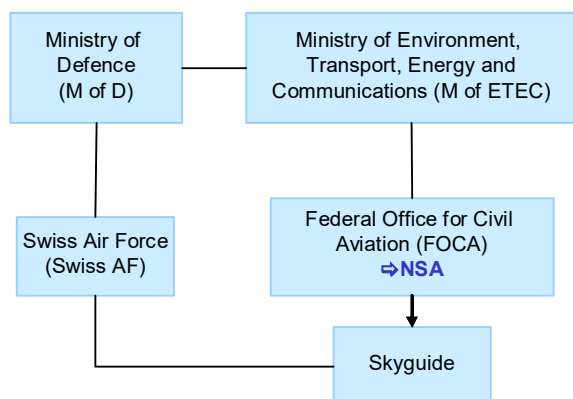 Ministry of
Defence
(M of D)
Ministry of Environment,
Transport, Energy and
Communications (M of ETEC)
Swiss Air Force
(Swiss AF)
Federal Office for Civil
Aviation (FOCA)
⇨NSA
Skyguide